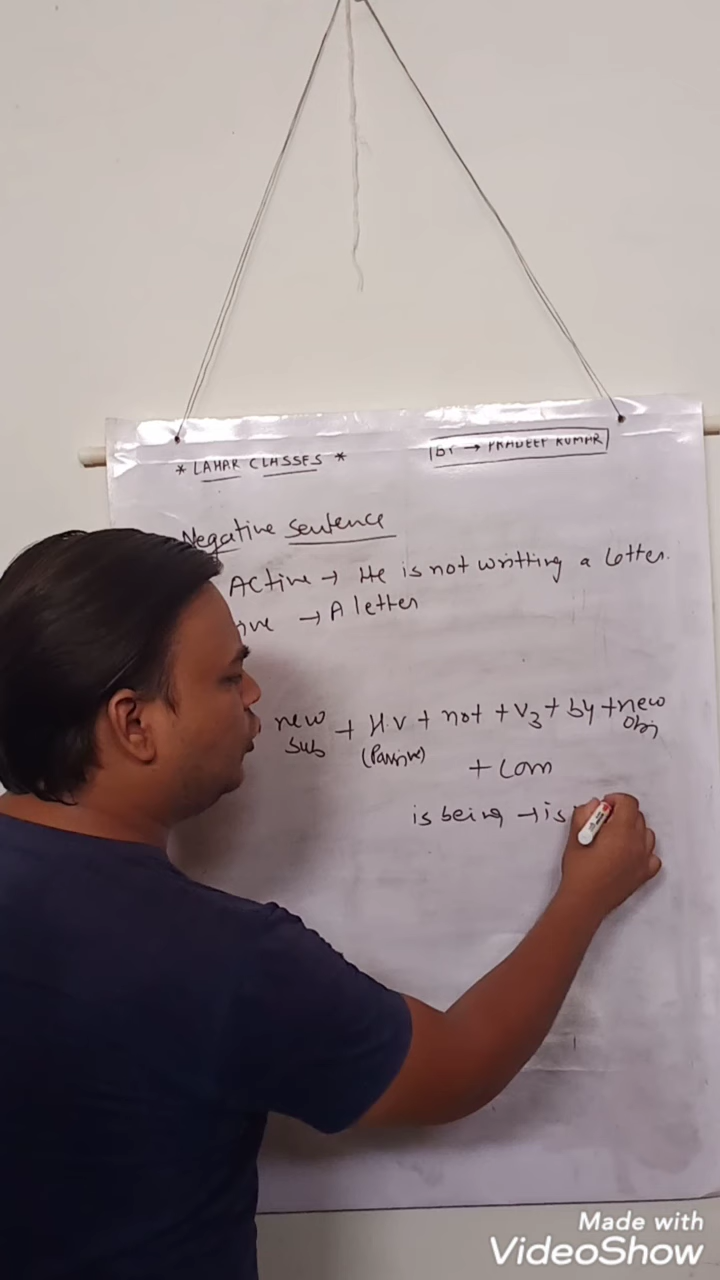 * LAHAR CLASSES *
BY → PRADEEP KUMAR
Negative Sentence
Active → He is not writting a letter.
ive → A letter
new sub + H.V (Passive) + not + V3 + by + new obj
+ Com
is being → is
Made with
VideoShow